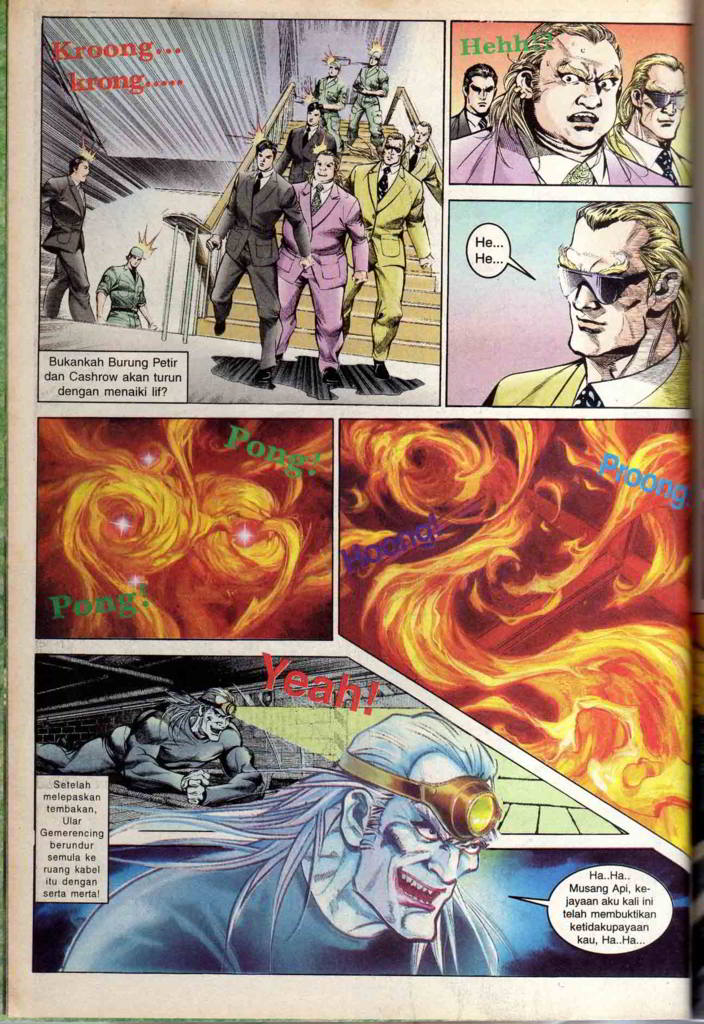 Kroong...
krong.....
Hehh!?
He...
He...
Bukankah Burung Petir
dan Cashrow akan turun
dengan menaiki lif?
Pong!
Pong!
Proong
Hoong!
Yeah!
Setelah
melepaskan
tembakan,
Ular
Gemerencing
berundur
semula ke
ruang kabel
itu dengan
serta merta!
Ha..Ha..
Musang Api, ke-
jayaan aku kali ini
telah membuktikan
ketidakupayaan
kau, Ha..Ha...